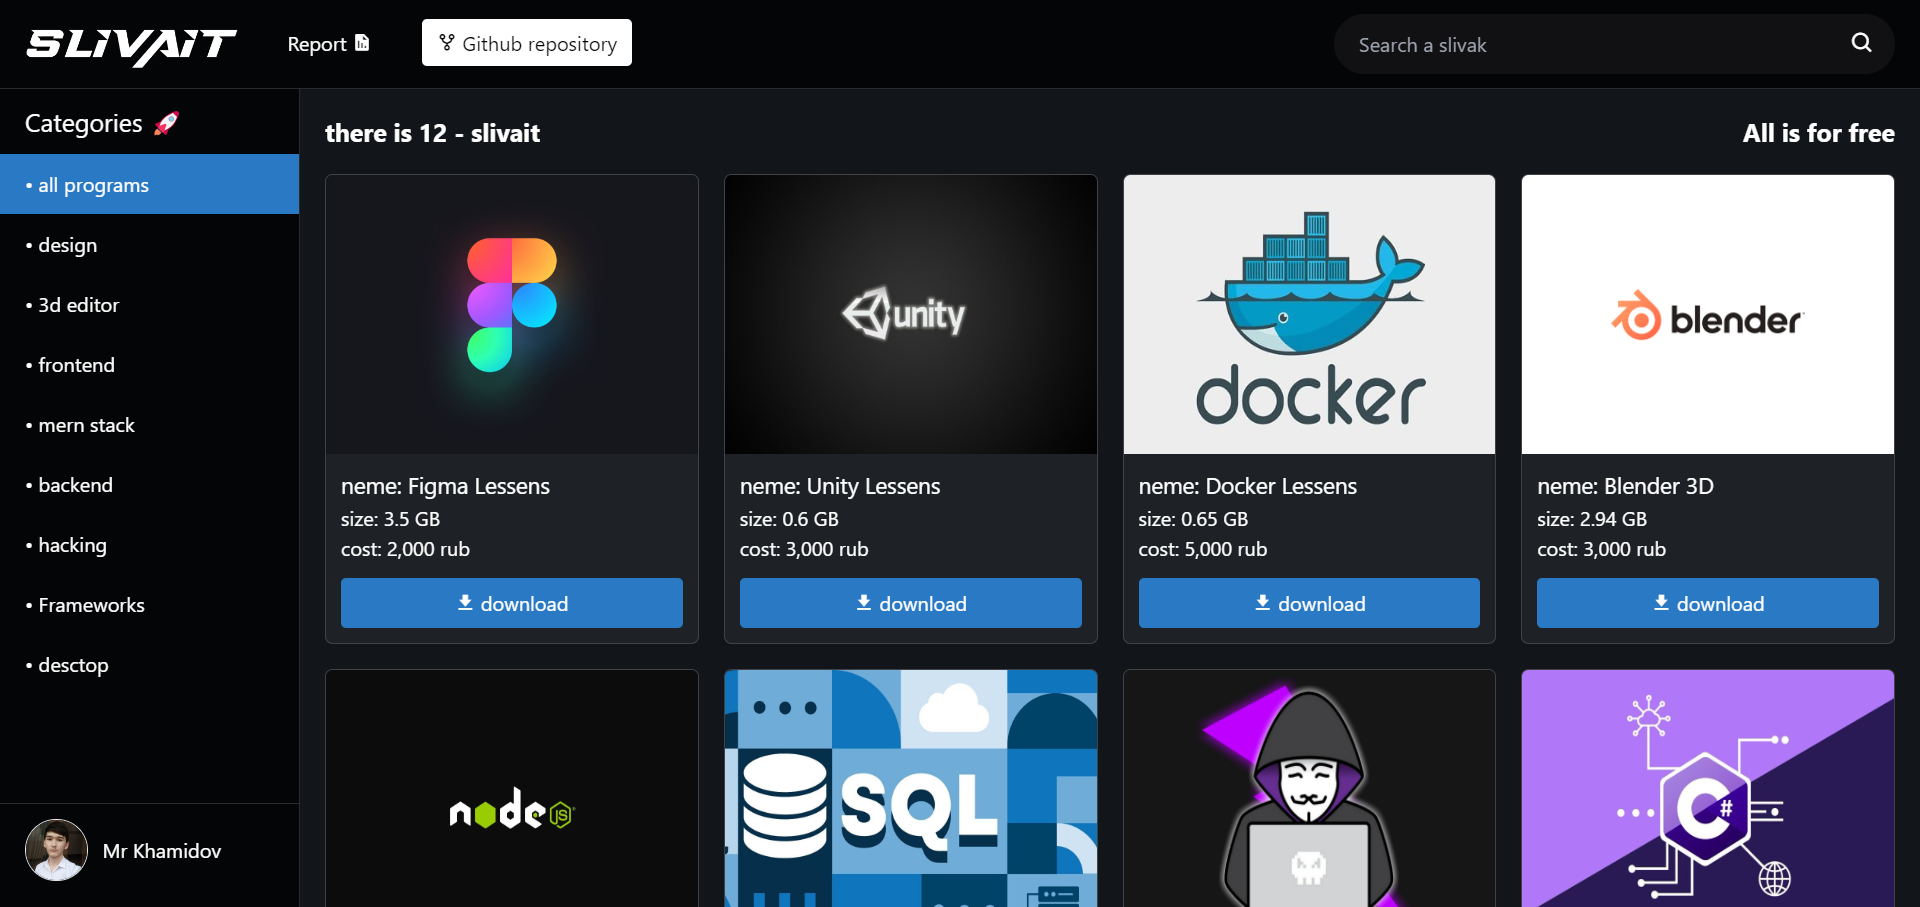 SLIVAIT
Report
Github repository
Search a slivak
Categories 🚀
• all programs
• design
• 3d editor
• frontend
• mern stack
• backend
• hacking
• Frameworks
• desctop
Mr Khamidov
there is 12 - slivait
All is for free
unity
docker
blender
neme: Figma Lessens
size: 3.5 GB
cost: 2,000 rub
download
neme: Unity Lessens
size: 0.6 GB
cost: 3,000 rub
download
neme: Docker Lessens
size: 0.65 GB
cost: 5,000 rub
download
neme: Blender 3D
size: 2.94 GB
cost: 3,000 rub
download
node
JS
SQL
C#